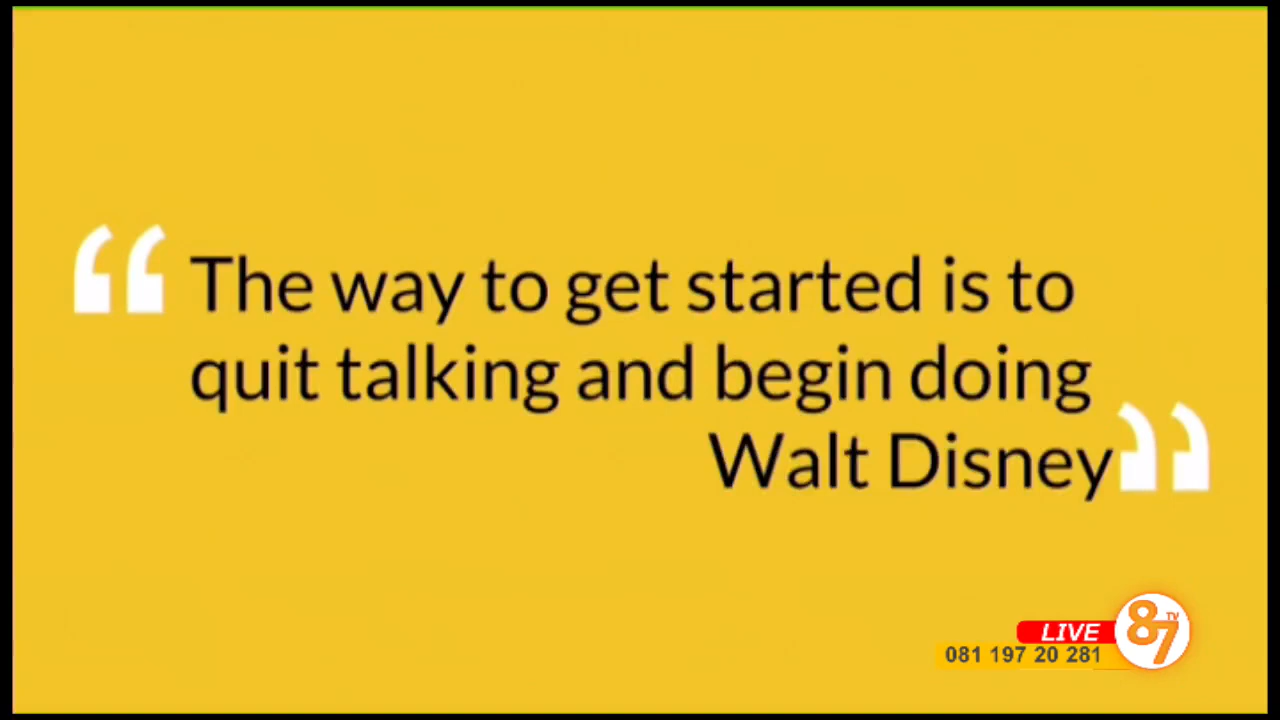 “ The way to get started is to
quit talking and begin doing
Walt Disney ”
LIVE
081 197 20 281
87 TV